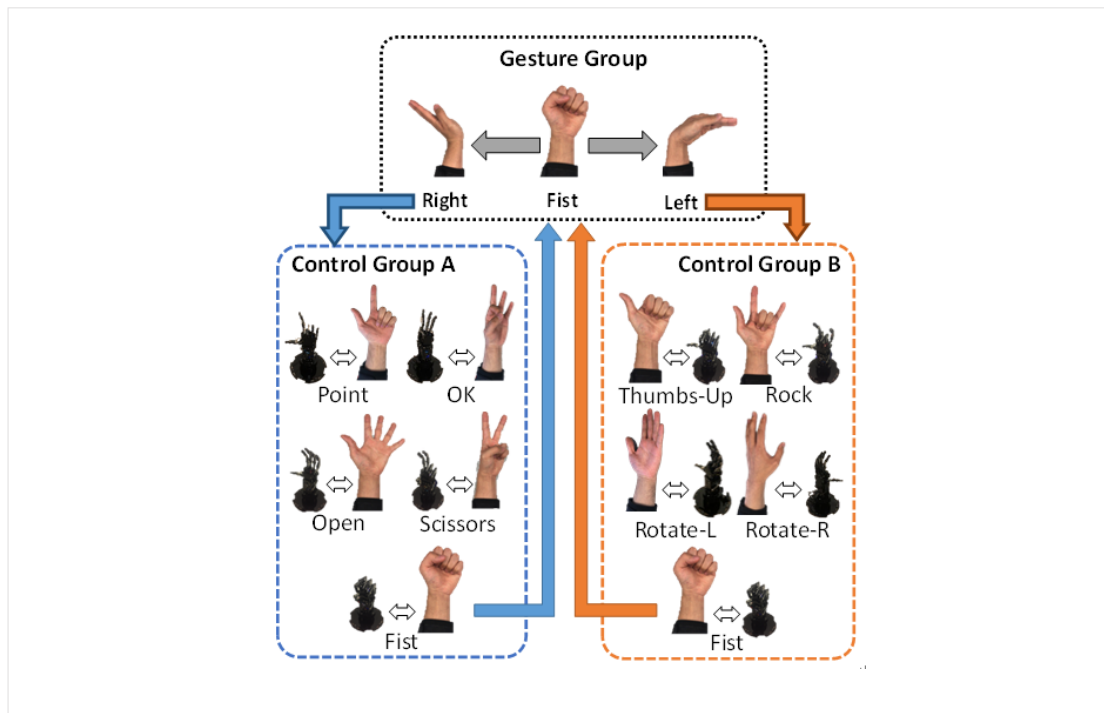 Gesture Group
Right
Fist
Left
Control Group A
Point
OK
Open
Scissors
Fist
Control Group B
Thumbs-Up
Rock
Rotate-L
Rotate-R
Fist